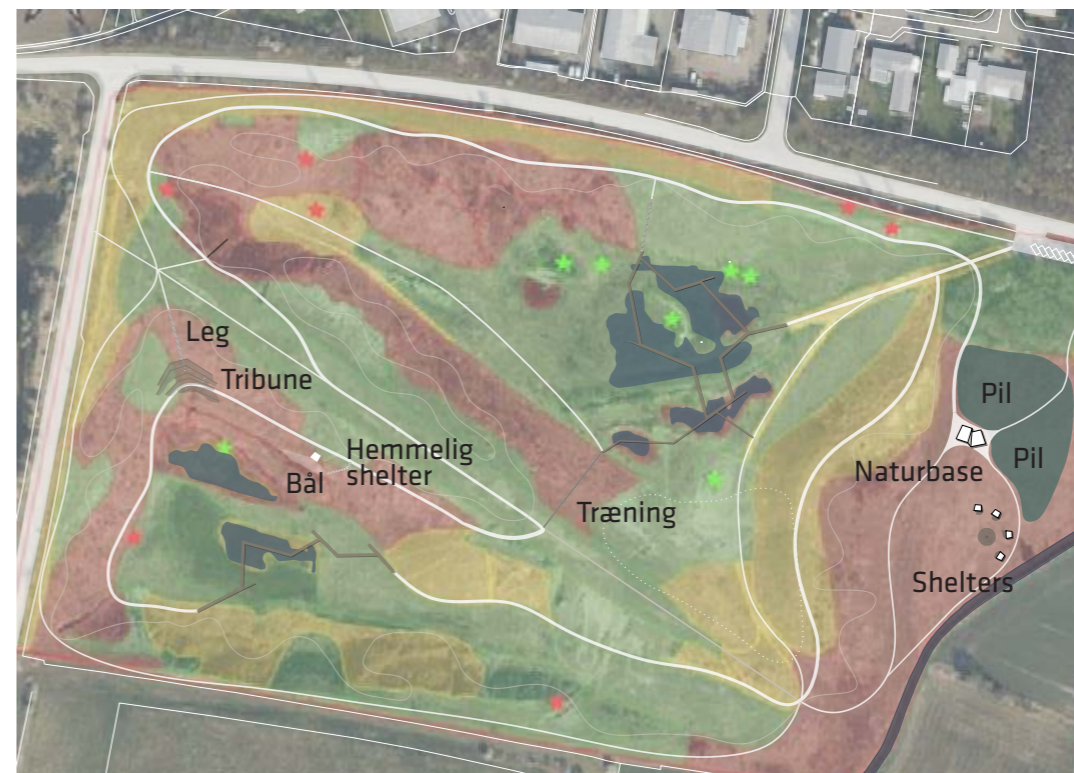 Leg
Tribune
Hemmelig
shelter
Bål
Træning
Pil
Pil
Naturbase
Shelters